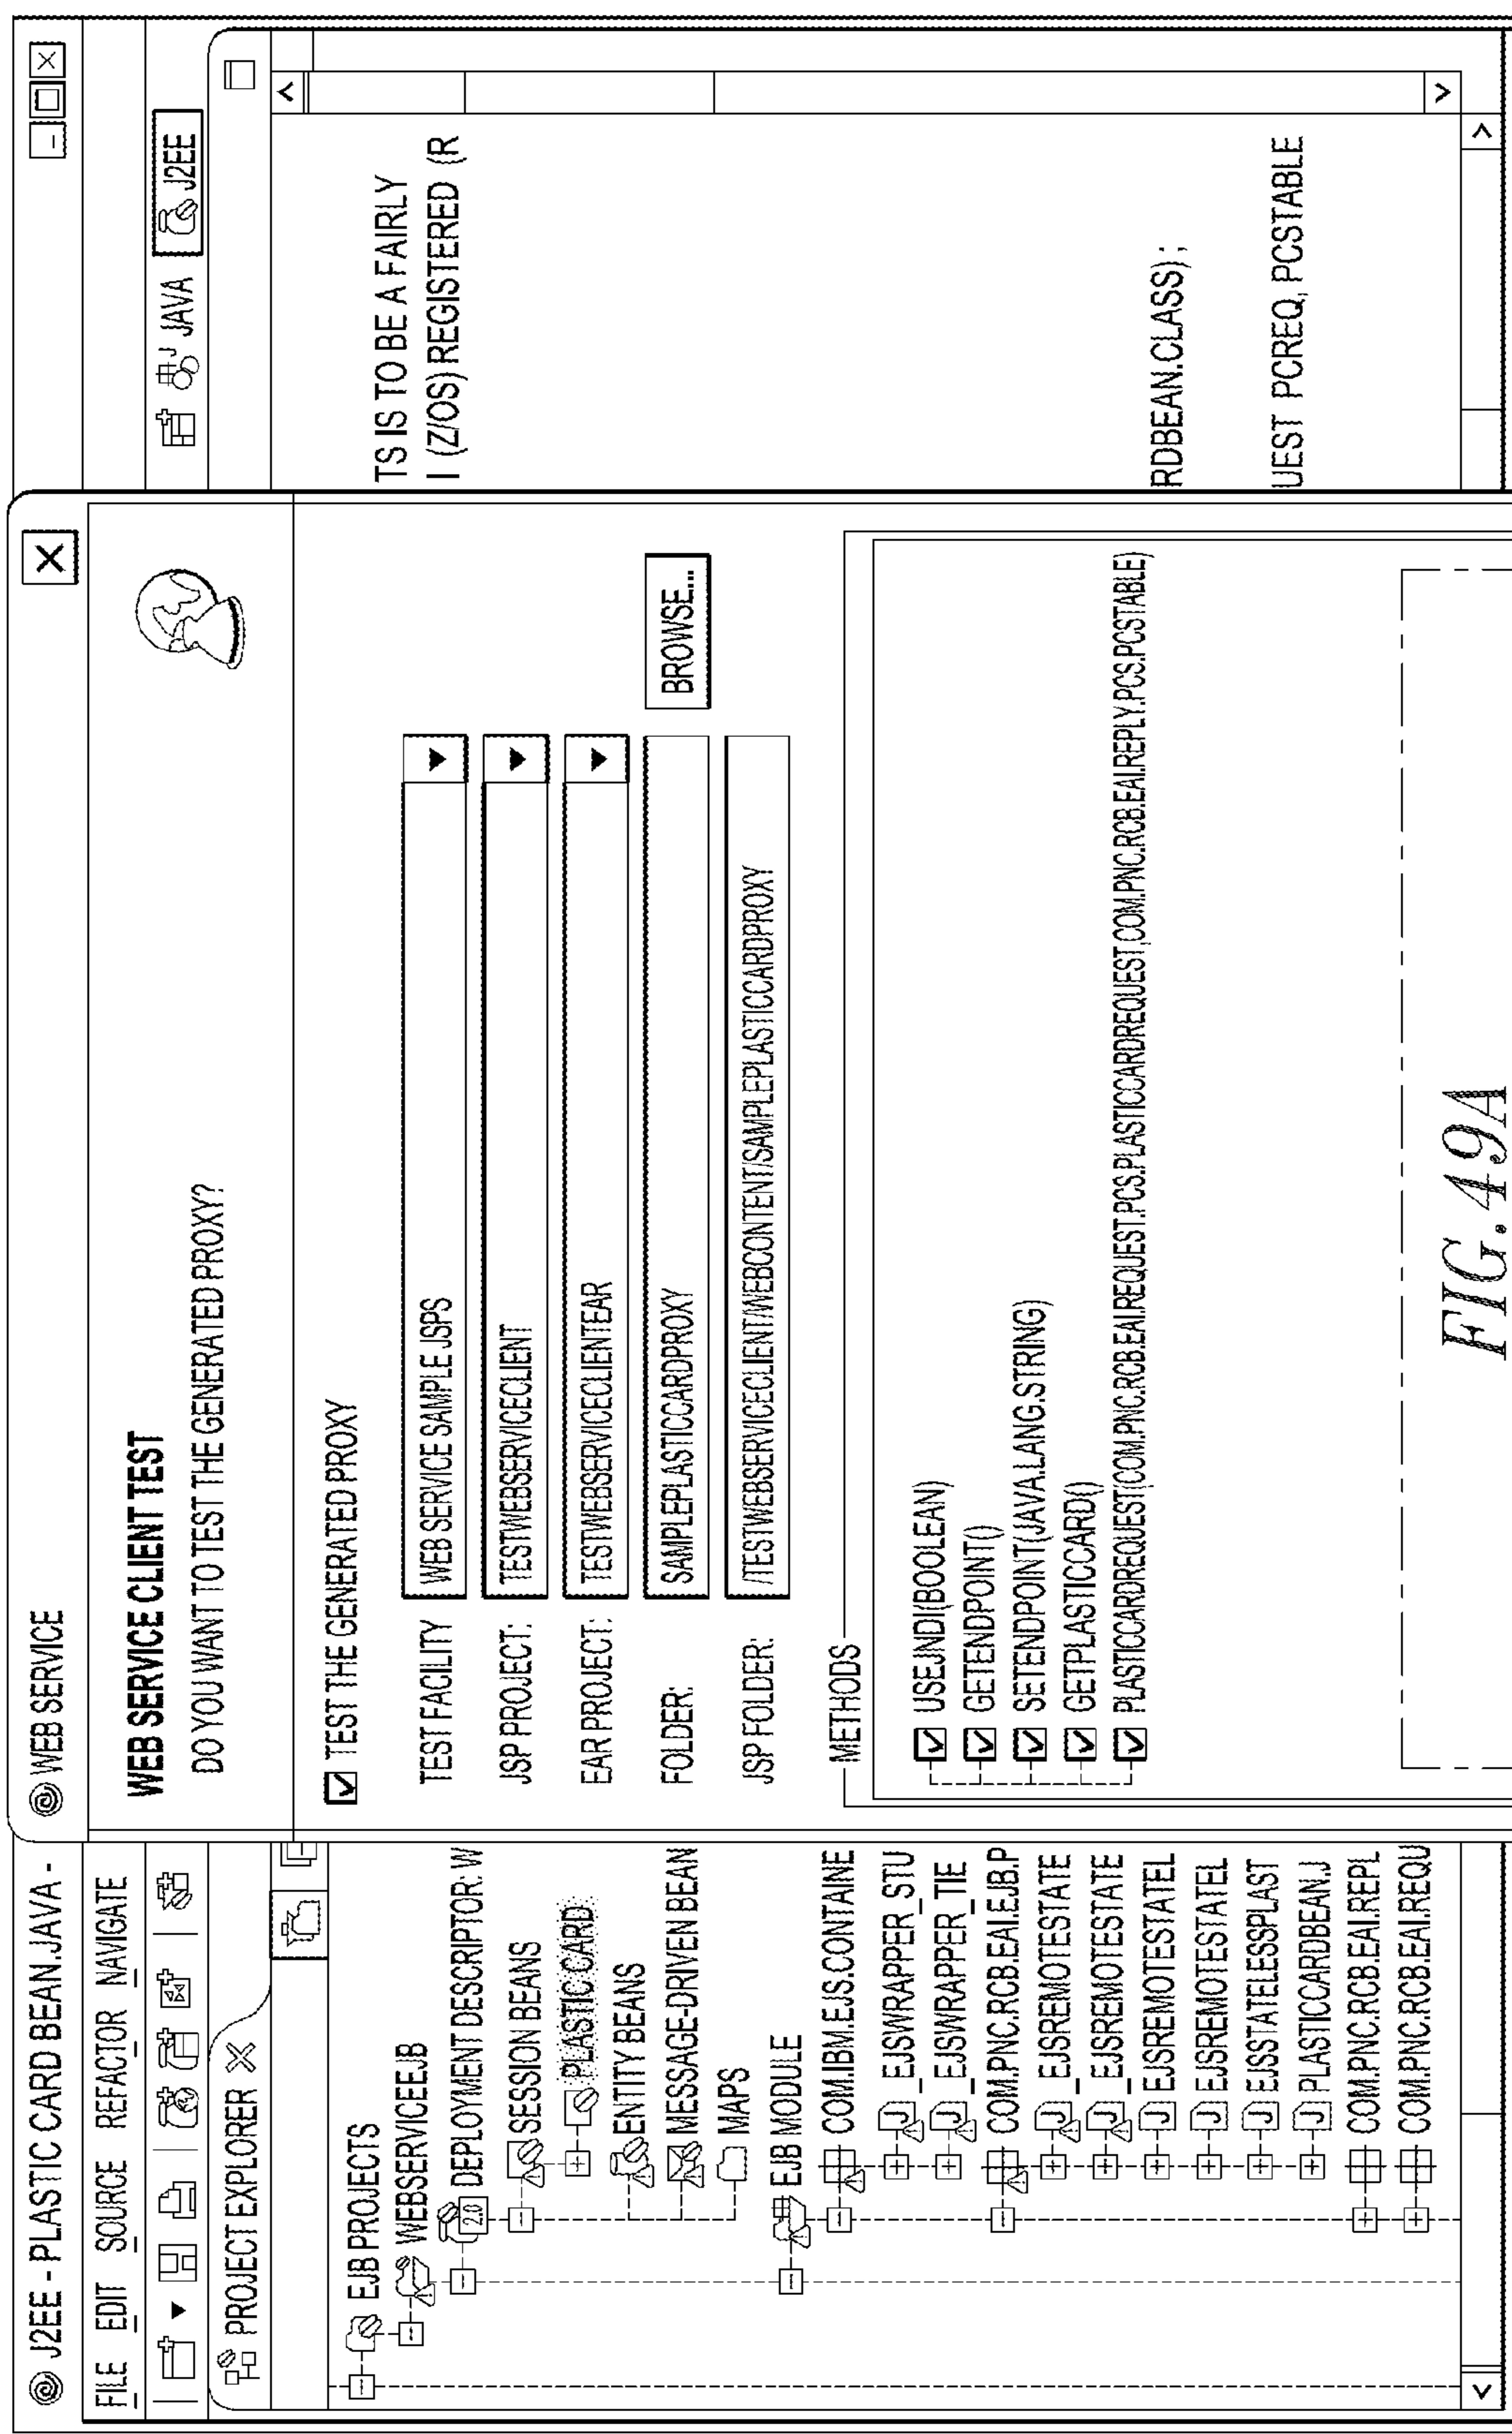 J2EE - PLASTIC CARD BEAN.JAVA -
FILE EDIT SOURCE REFACTOR NAVIGATE
PROJECT EXPLORER
EJB PROJECTS
WEBSERVICEEJB
2.0 DEPLOYMENT DESCRIPTOR: W
SESSION BEANS
PLASTIC CARD
ENTITY BEANS
MESSAGE-DRIVEN BEAN
MAPS
EJB MODULE
COM.IBM.EJS.CONTAINE
J _EJSWRAPPER_STU
J _EJSWRAPPER_TIE
COM.PNC.RCB.EAI.EJB.P
J _EJSREMOTESTATE
J _EJSREMOTESTATE
J EJSREMOTESTATEL
J EJSREMOTESTATEL
J EJSSTATELESSPLAST
J PLASTICCARDBEAN.J
COM.PNC.RCB.EAI.REPL
COM.PNC.RCB.EAI.REQU
WEB SERVICE
WEB SERVICE CLIENT TEST
DO YOU WANT TO TEST THE GENERATED PROXY?
TEST THE GENERATED PROXY
TEST FACILITY WEB SERVICE SAMPLE JSPS
JSP PROJECT: TESTWEBSERVICECLIENT
EAR PROJECT: TESTWEBSERVICECLIENTEAR
FOLDER: SAMPLEPLASTICCARDPROXY BROWSE...
JSP FOLDER: /TESTWEBSERVICECLIENT/WEBCONTENT/SAMPLEPLASTICCARDPROXY
METHODS
USEJNDI(BOOLEAN)
GETENDPOINT()
SETENDPOINT(JAVA.LANG.STRING)
GETPLASTICCARD()
PLASTICCARDREQUEST(COM.PNC.RCB.EAI.REQUEST.PCS.PLASTICCARDREQUEST,COM.PNC.RCB.EAI.REPLY.PCS.PCSTABLE)
J JAVA J2EE
TS IS TO BE A FAIRLY
I (Z/OS) REGISTERED (R
RDBEAN.CLASS) ;
UEST PCREQ, PCSTABLE
FIG. 49A